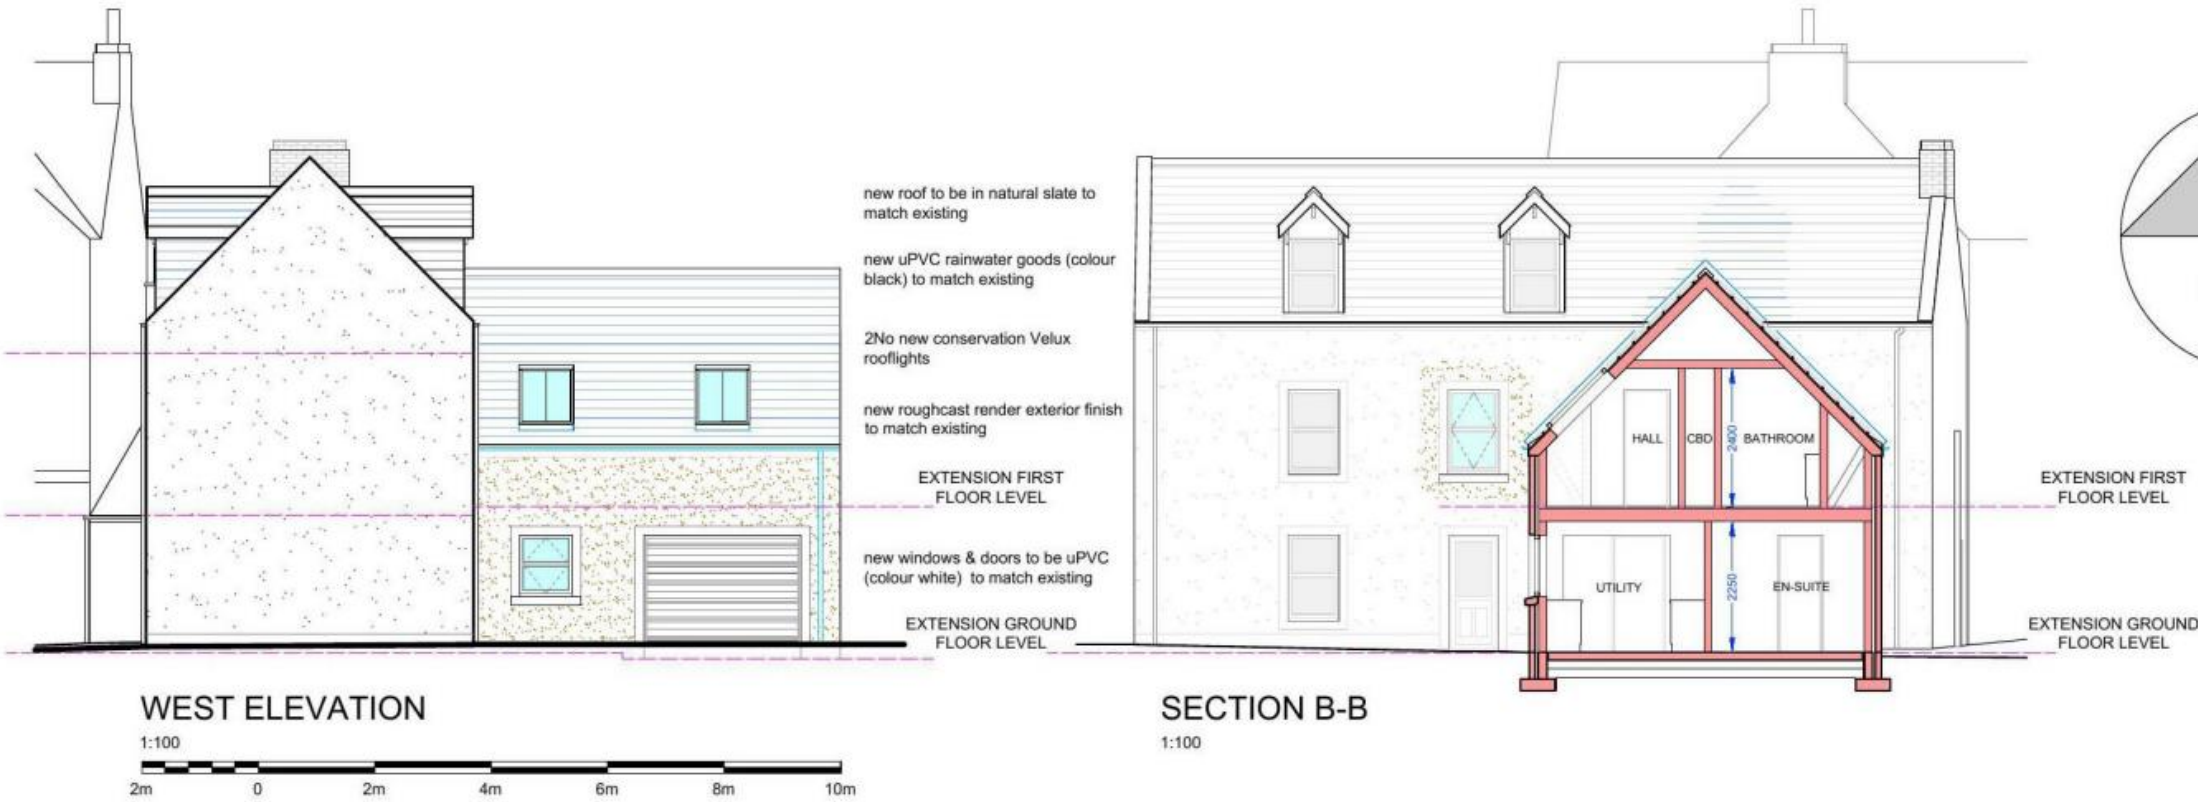 new roof to be in natural slate to
match existing
new uPVC rainwater goods (colour
black) to match existing
2No new conservation Velux
rooflights
new roughcast render exterior finish
to match existing
EXTENSION FIRST
FLOOR LEVEL
new windows & doors to be uPVC
(colour white) to match existing
EXTENSION GROUND
FLOOR LEVEL
WEST ELEVATION
1:100
2m 0 2m 4m 6m 8m 10m
HALL
CBD
2400
BATHROOM
UTILITY
2250
EN-SUITE
EXTENSION FIRST
FLOOR LEVEL
EXTENSION GROUND
FLOOR LEVEL
SECTION B-B
1:100